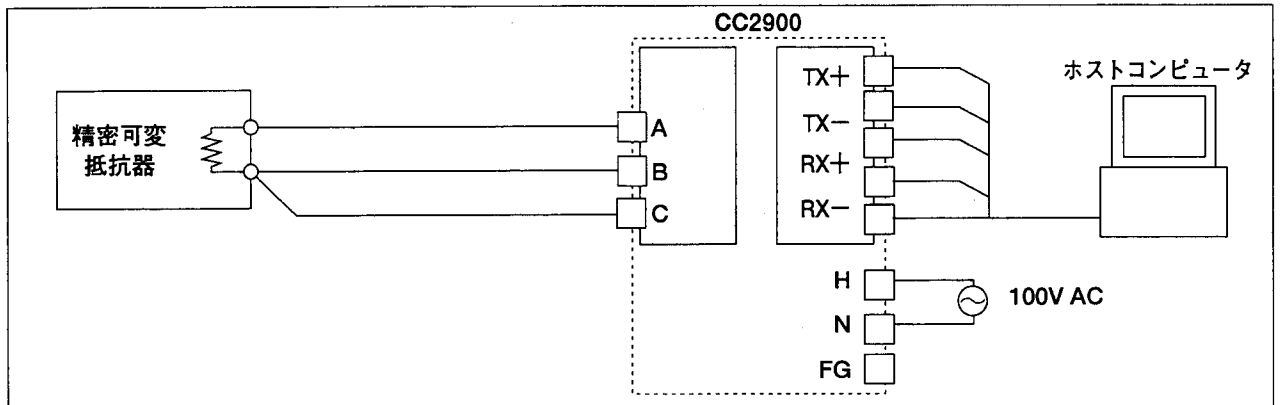 CC2900
ホストコンピュータ
精密可変
抵抗器
A
B
C
TX+
TX−
RX+
RX−
H
N
FG
100V AC